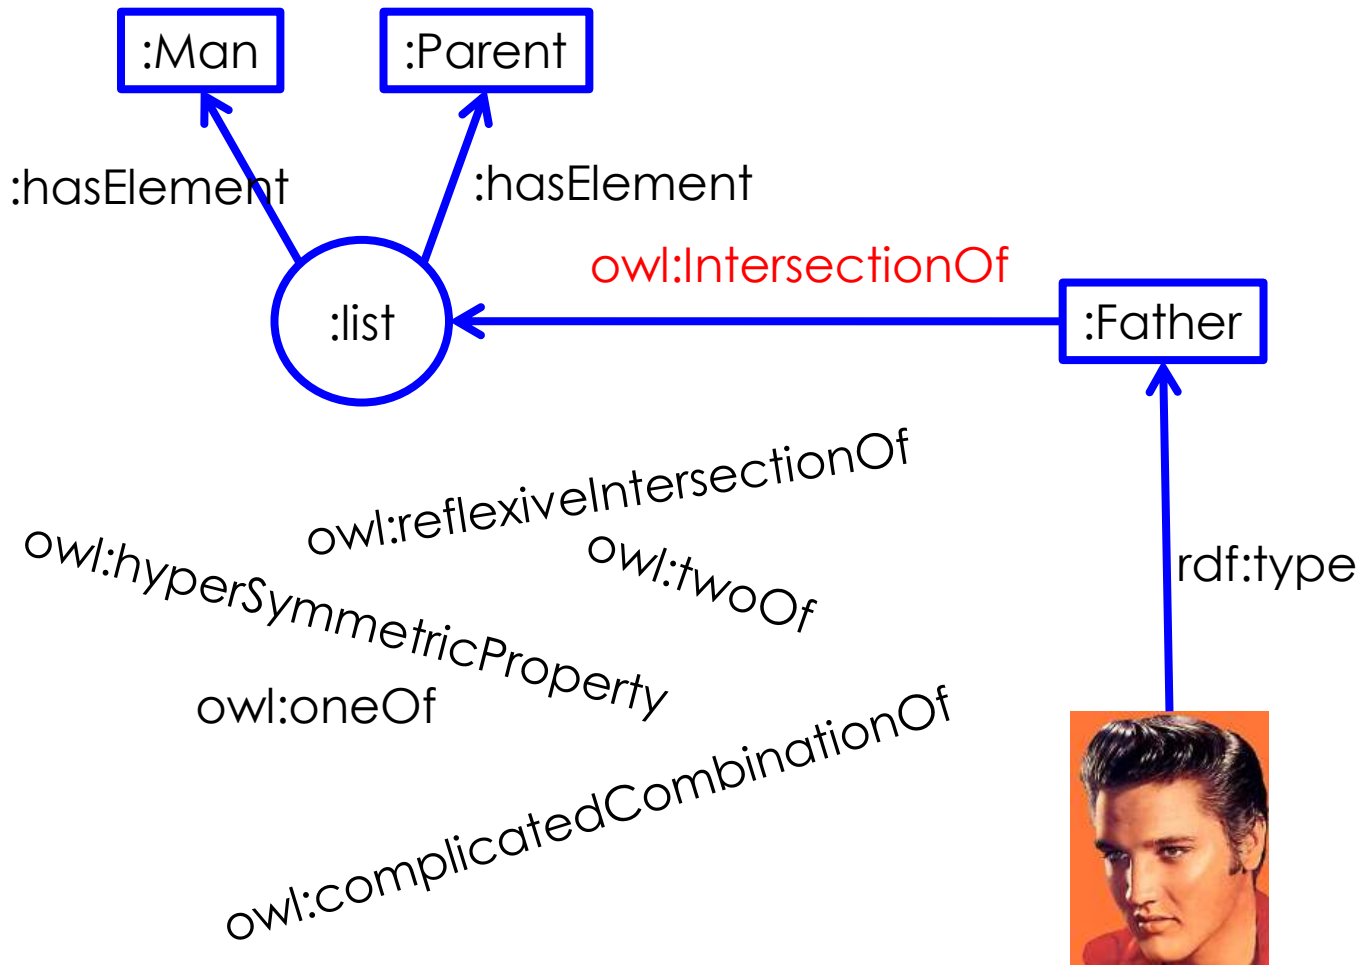 :Man
:Parent
:hasElement
:hasElement
owl:IntersectionOf
:list
:Father
owl:reflexiveIntersectionOf
owl:hyperSymmetricProperty
owl:twoOf
rdf:type
owl:oneOf
owl:complicatedCombinationOf